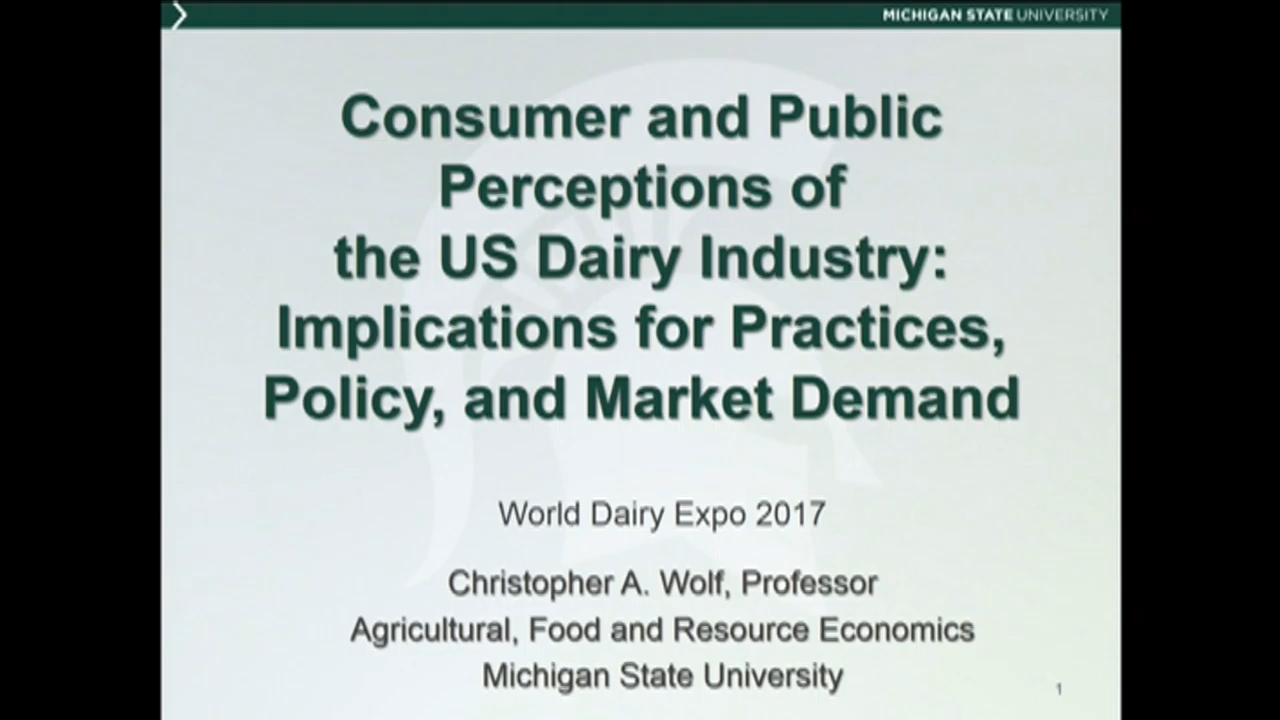 MICHIGAN STATE UNIVERSITY
Consumer and Public
Perceptions of
the US Dairy Industry:
Implications for Practices,
Policy, and Market Demand
World Dairy Expo 2017
Christopher A. Wolf, Professor
Agricultural, Food and Resource Economics
Michigan State University
1